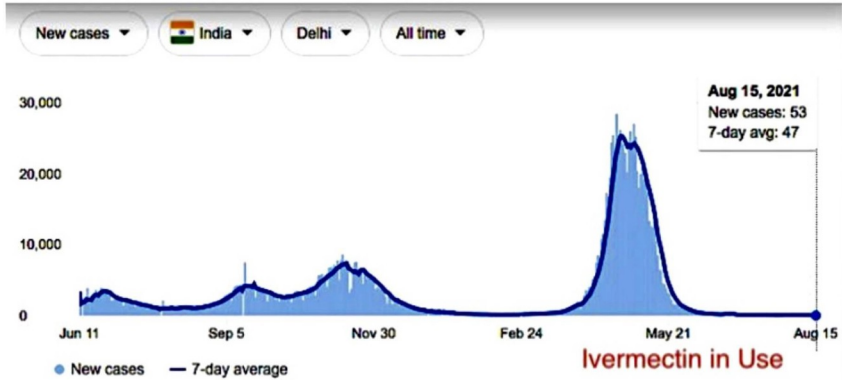 New cases India Delhi All time
Aug 15, 2021
New cases: 53
7-day avg: 47
30,000
20,000
10,000
0
Jun 11 Sep 5 Nov 30 Feb 24 May 21 Aug 15
New cases 7-day average
Ivermectin in Use